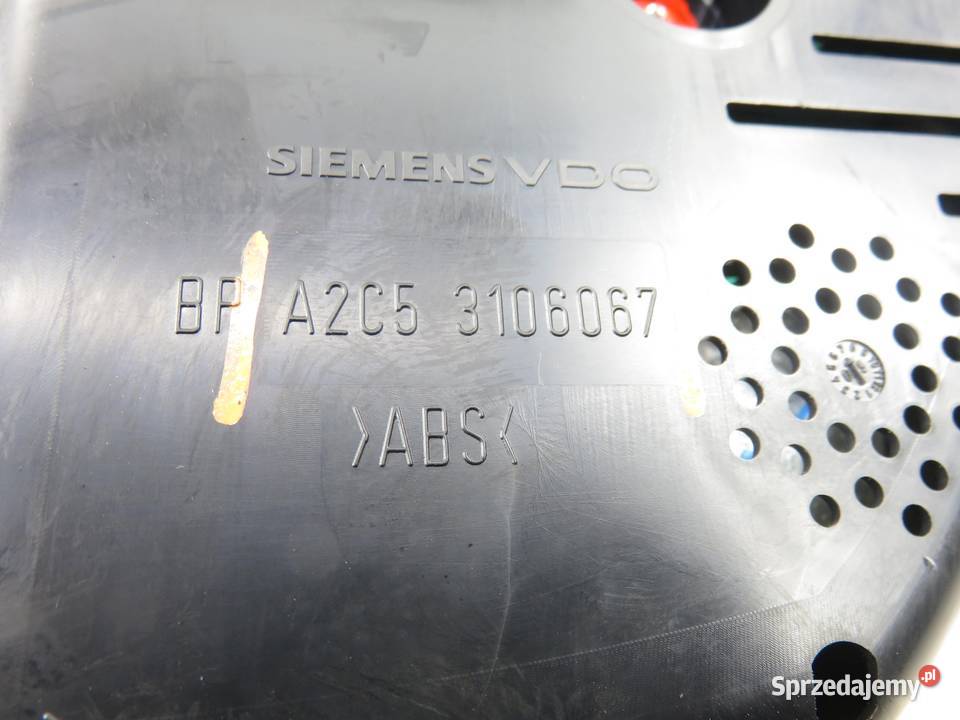 SIEMENS VDO
BP A2C5 3106067
>ABS<
Sprzedajemy.pl